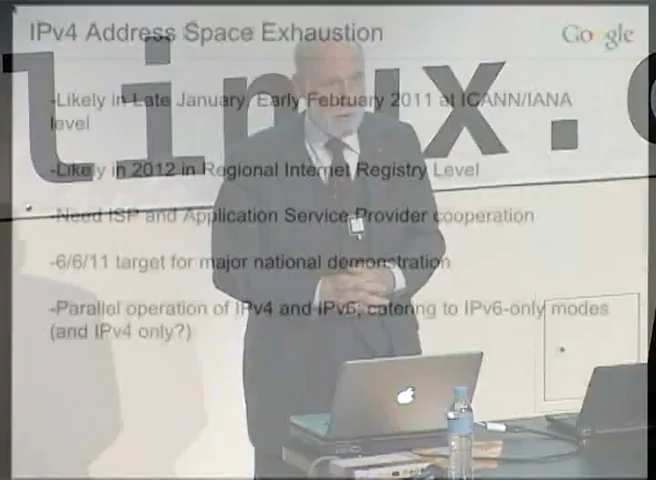 IPv4 Address Space Exhaustion
Google
linux.
-Likely in Late January, Early February 2011 at ICANN/IANA
level
-Likely in 2012 in Regional Internet Registry Level
-Need ISP and Application Service Provider cooperation
-6/6/11 target for major national demonstration
-Parallel operation of IPv4 and IPv6; catering to IPv6-only modes
(and IPv4 only?)